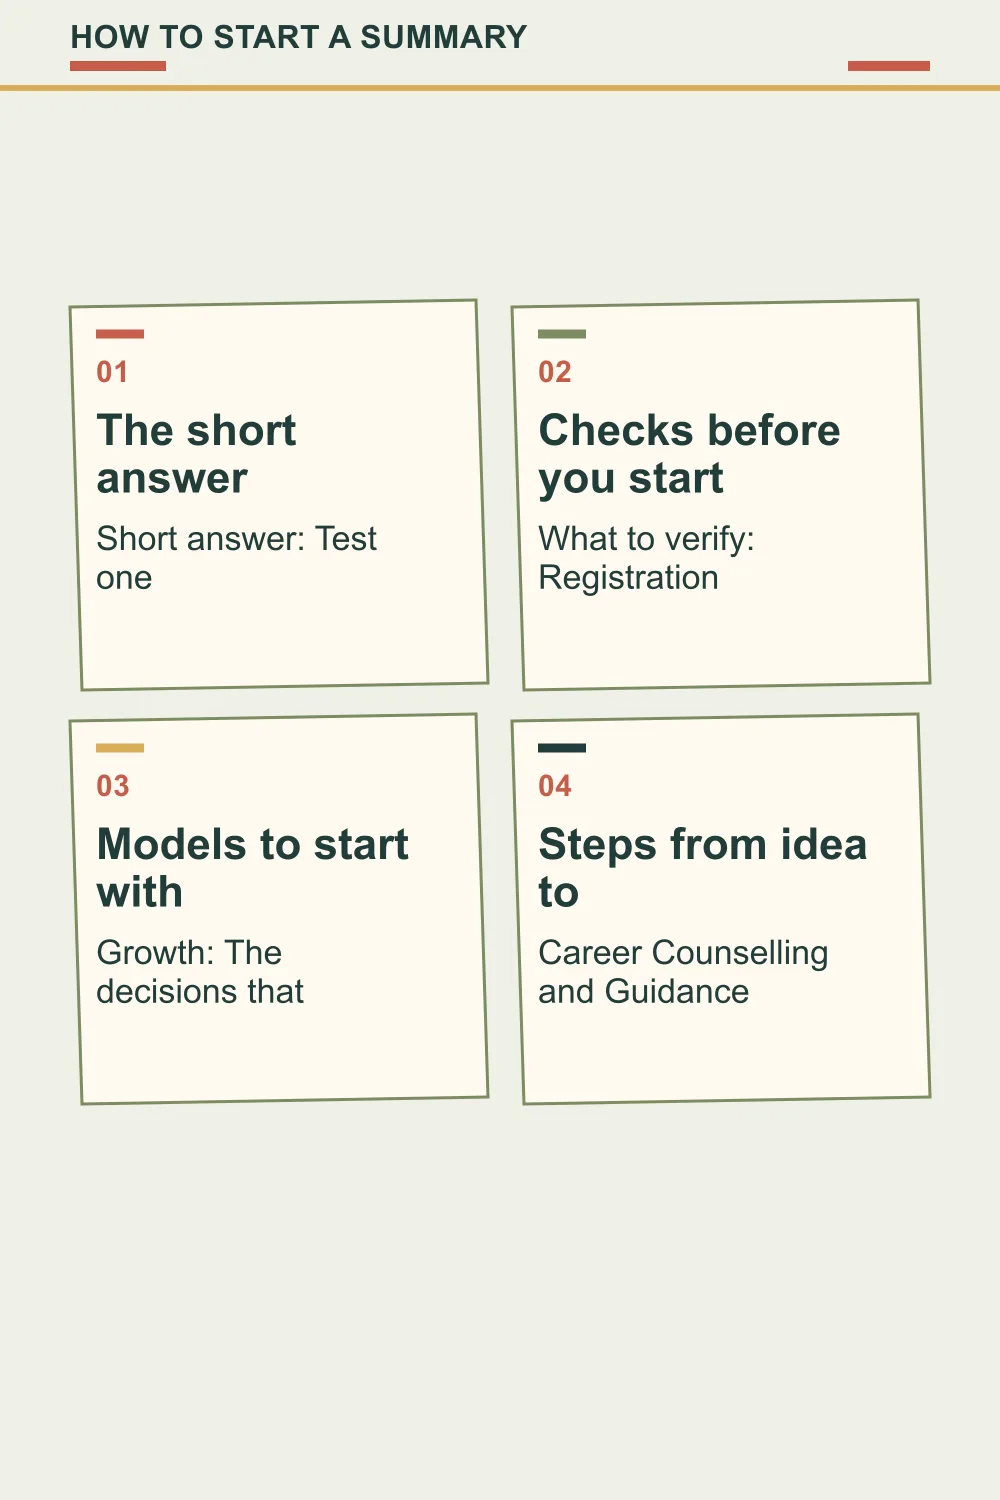 HOW TO START A SUMMARY
01
The short
answer
Short answer: Test
one
02
Checks before
you start
What to verify:
Registration
03
Models to start
with
Growth: The
decisions that
04
Steps from idea
to
Career Counselling
and Guidance